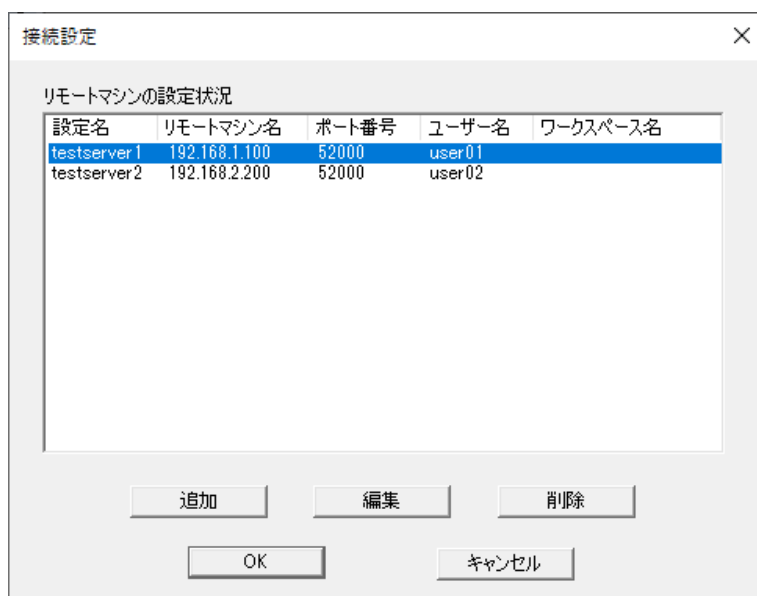 接続設定
リモートマシンの設定状況
設定名 リモートマシン名 ポート番号 ユーザー名 ワークスペース名
testserver1 192.168.1.100 52000 user01
testserver2 192.168.2.200 52000 user02
追加 編集 削除
OK キャンセル